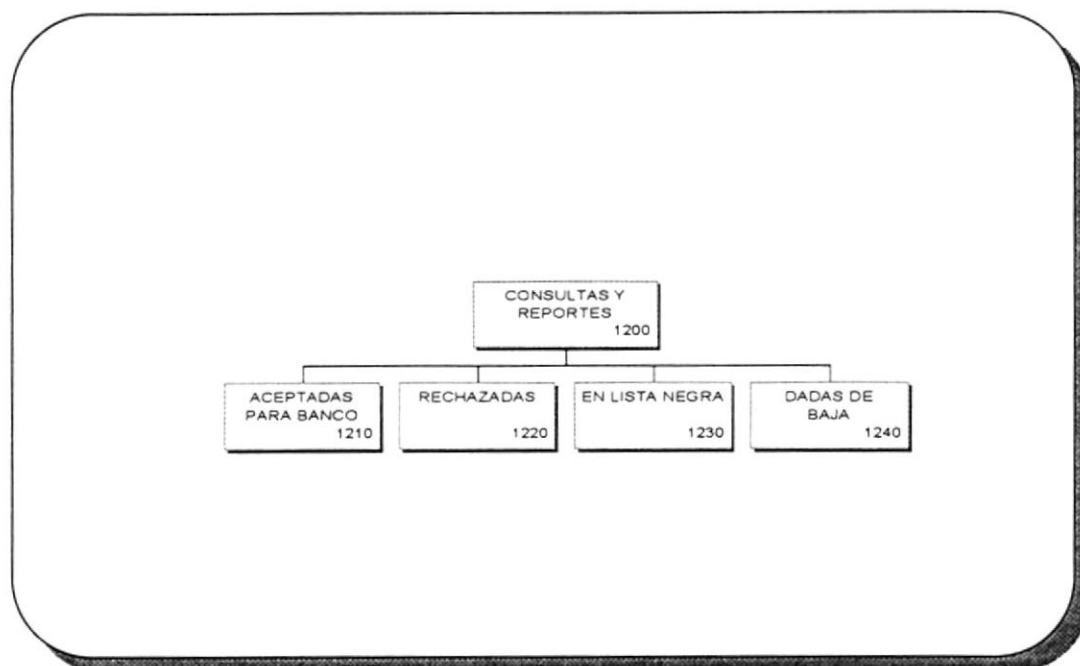 CONSULTAS Y
REPORTES
1200
ACEPTADAS
PARA BANCO
1210
RECHAZADAS
1220
EN LISTA NEGRA
1230
DADAS DE
BAJA
1240